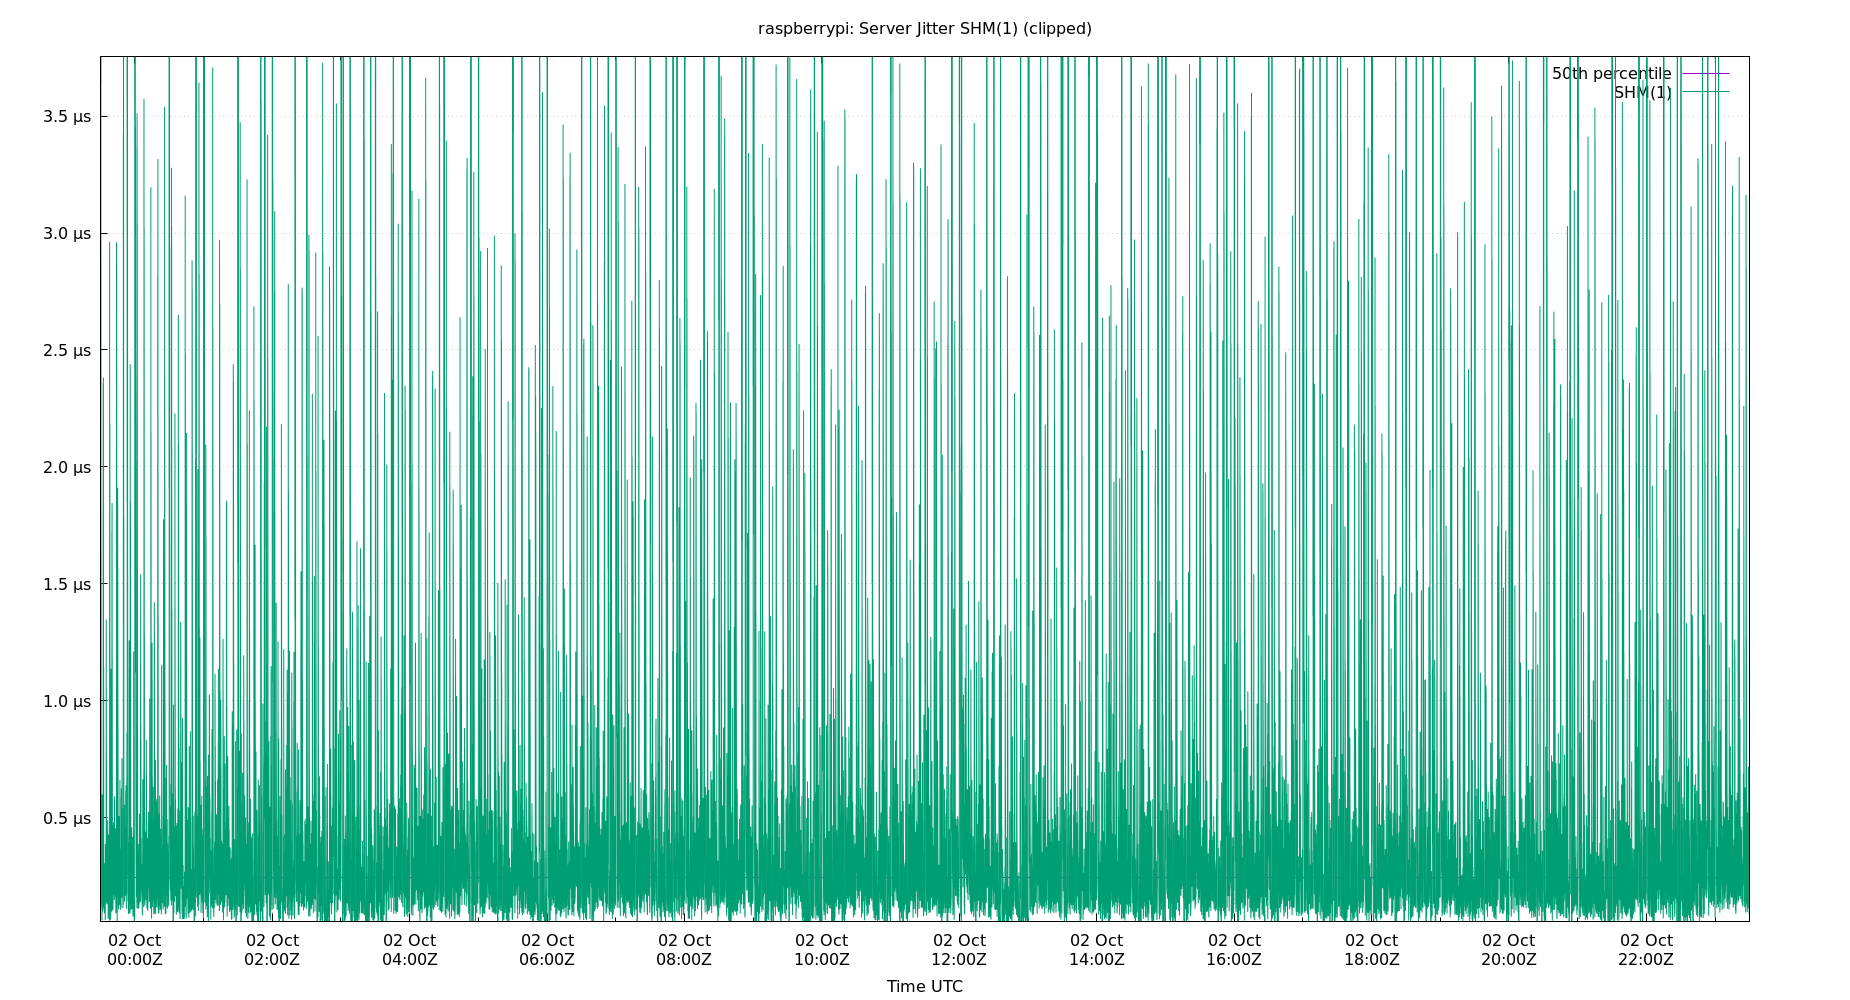 raspberrypi: Server Jitter SHM(1) (clipped)
50th percentile
SHM(1)
3.5 µs
3.0 µs
2.5 µs
2.0 µs
1.5 µs
1.0 µs
0.5 µs
02 Oct 02 Oct 02 Oct 02 Oct 02 Oct 02 Oct 02 Oct 02 Oct 02 Oct 02 Oct 02 Oct 02 Oct
00:00Z 02:00Z 04:00Z 06:00Z 08:00Z 10:00Z 12:00Z 14:00Z 16:00Z 18:00Z 20:00Z 22:00Z
Time UTC